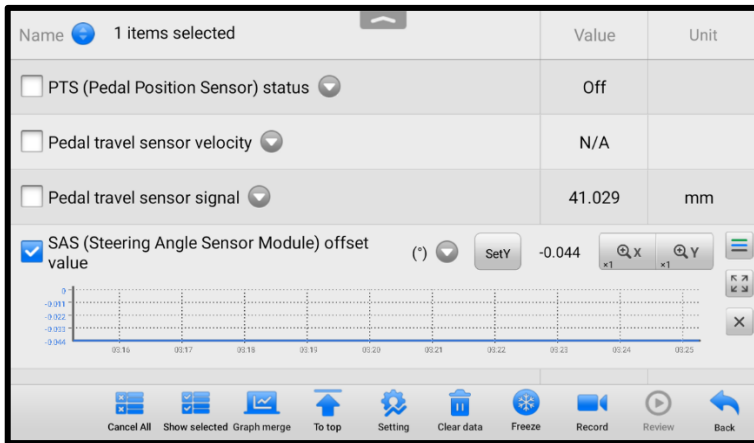 Name 1 items selected Value Unit
PTS (Pedal Position Sensor) status Off
Pedal travel sensor velocity N/A
Pedal travel sensor signal 41.029 mm
SAS (Steering Angle Sensor Module) offset
value (°) SetY -0.044 ×1 X ×1 Y
0
-0.011
-0.022
-0.033
-0.044
03:16 03:17 03:18 03:19 03:20 03:21 03:22 03:23 03:24 03:25
Cancel All Show selected Graph merge To top Setting Clear data Freeze Record Review Back